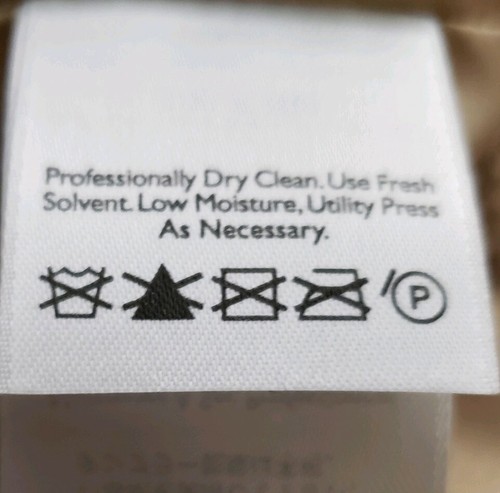 Professionally Dry Clean. Use Fresh
Solvent. Low Moisture, Utility Press
As Necessary.
P